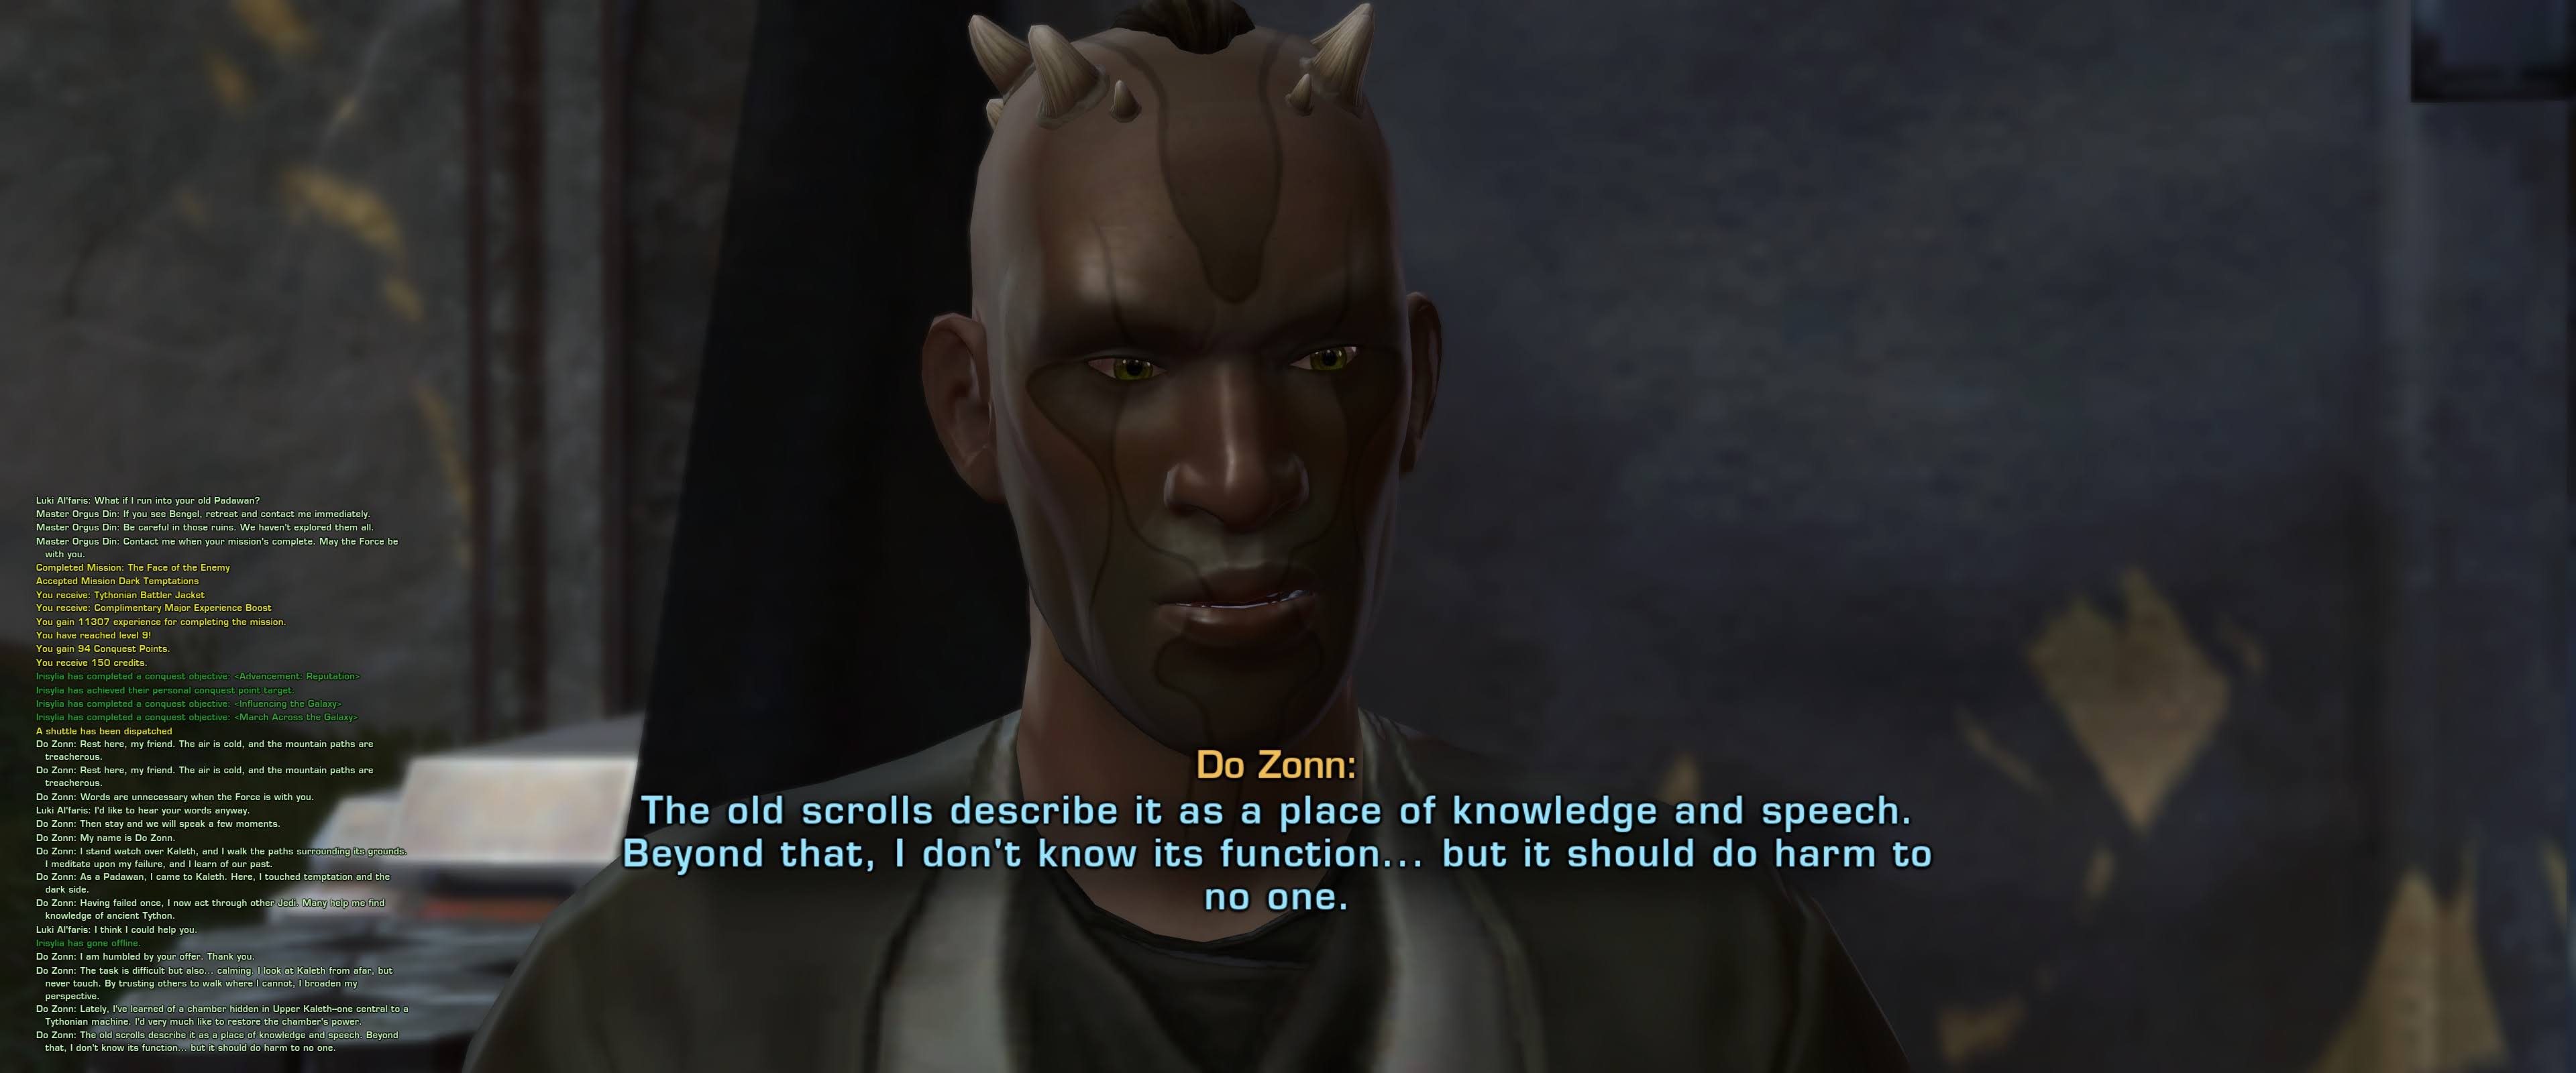 Luki Al'faris: What if I run into your old Padawan?
Master Orgus Din: If you see Bengel, retreat and contact me immediately.
Master Orgus Din: Be careful in those ruins. We haven't explored them all.
Master Orgus Din: Contact me when your mission's complete. May the Force be
with you.
Completed Mission: The Face of the Enemy
Accepted Mission Dark Temptations
You receive: Tythonian Battler Jacket
You receive: Complimentary Major Experience Boost
You gain 11307 experience for completing the mission.
You have reached level 9!
You gain 94 Conquest Points.
You receive 150 credits.
Irisylia has completed a conquest objective: <Advancement: Reputation>
Irisylia has achieved their personal conquest point target.
Irisylia has completed a conquest objective: <Influencing the Galaxy>
Irisylia has completed a conquest objective: <March Across the Galaxy>
A shuttle has been dispatched
Do Zonn: Rest here, my friend. The air is cold, and the mountain paths are
treacherous.
Do Zonn: Rest here, my friend. The air is cold, and the mountain paths are
treacherous.
Do Zonn: Words are unnecessary when the Force is with you.
Luki Al'faris: I'd like to hear your words anyway.
Do Zonn: Then stay and we will speak a few moments.
Do Zonn: My name is Do Zonn.
Do Zonn: I stand watch over Kaleth, and I walk the paths surrounding its grounds.
I meditate upon my failure, and I learn of our past.
Do Zonn: As a Padawan, I came to Kaleth. Here, I touched temptation and the
dark side.
Do Zonn: Having failed once, I now act through other Jedi. Many help me find
knowledge of ancient Tython.
Luki Al'faris: I think I could help you.
Irisylia has gone offline.
Do Zonn: I am humbled by your offer. Thank you.
Do Zonn: The task is difficult but also... calming. I look at Kaleth from afar, but
never touch. By trusting others to walk where I cannot, I broaden my
perspective.
Do Zonn: Lately, I've learned of a chamber hidden in Upper Kaleth—one central to a
Tythonian machine. I'd very much like to restore the chamber's power.
Do Zonn: The old scrolls describe it as a place of knowledge and speech. Beyond
that, I don't know its function... but it should do harm to no one.
Do Zonn:
The old scrolls describe it as a place of knowledge and speech.
Beyond that, I don't know its function... but it should do harm to
no one.